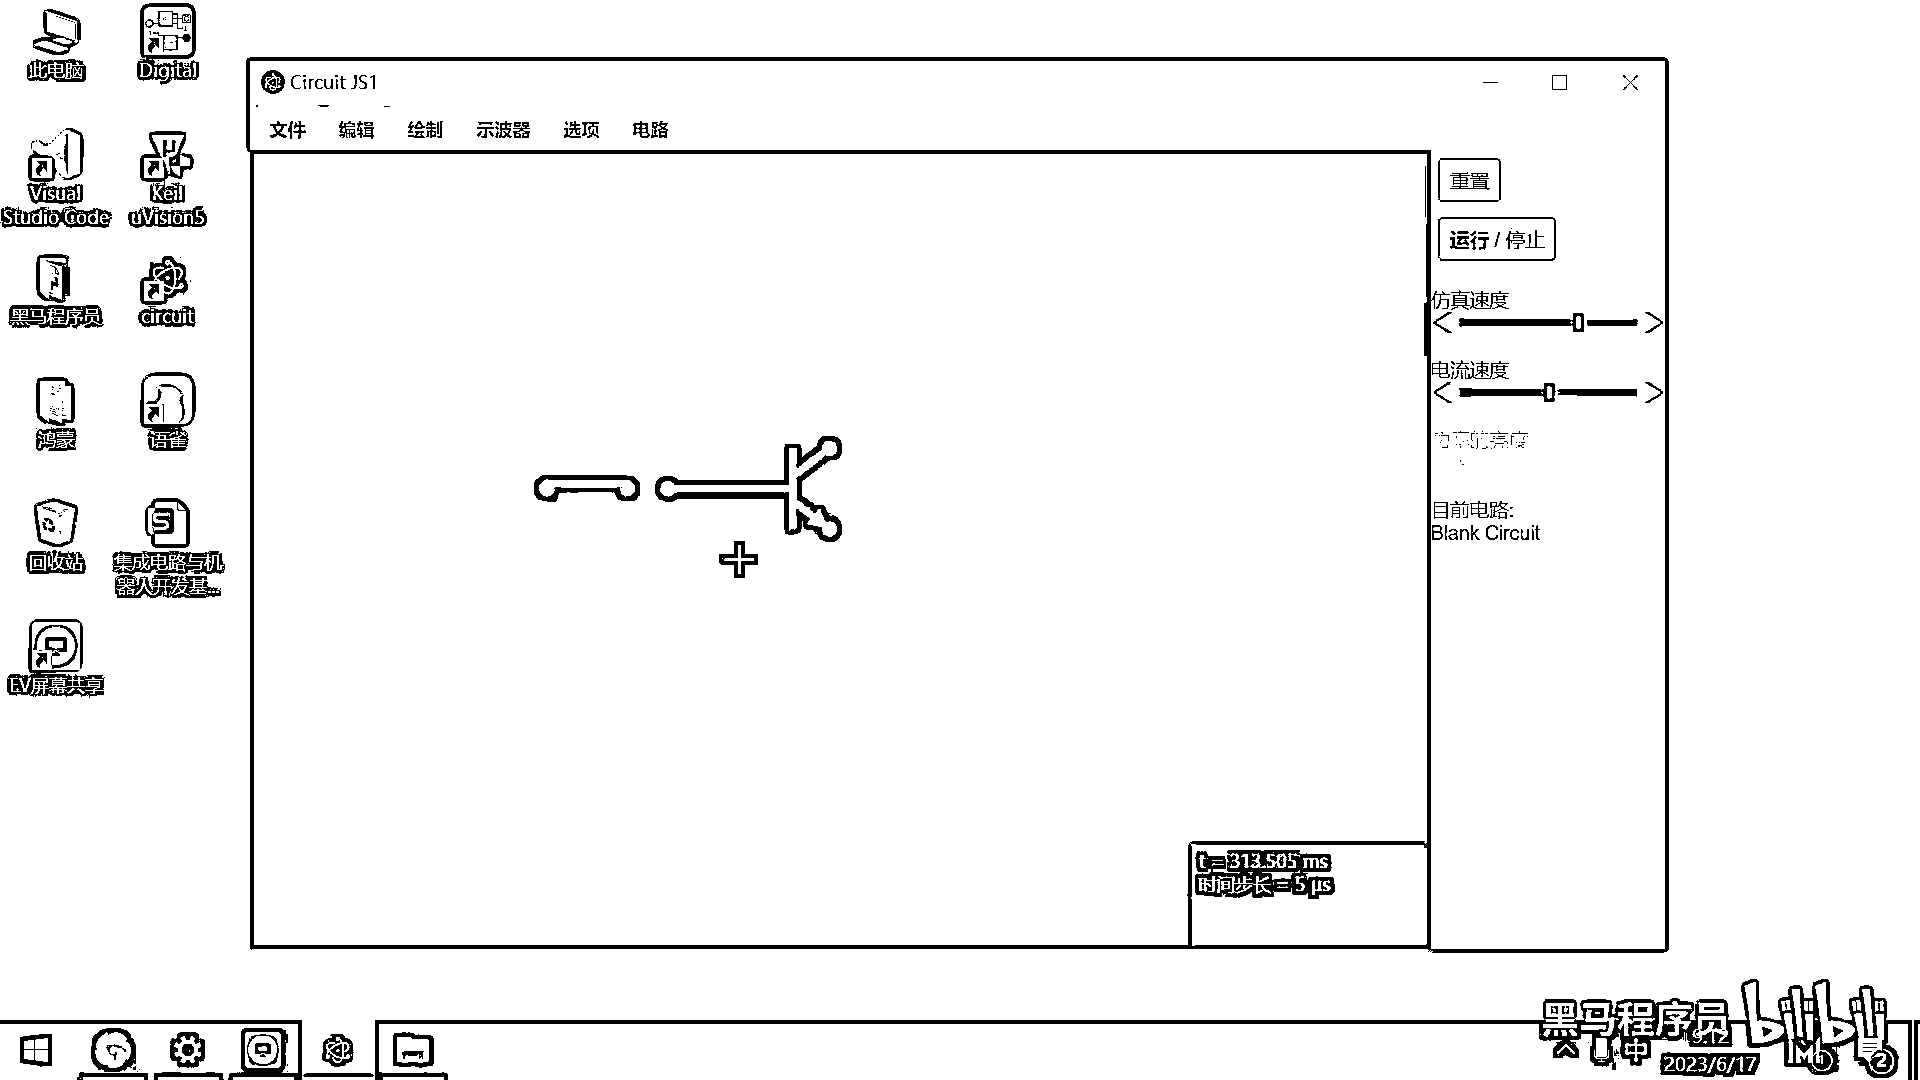 此电脑
Digital
Circuit JS1
文件 编辑 绘制 示波器 选项 电路
Visual
Studio Code
Keil
uVision5
重置
运行 / 停止
黑马程序员
circuit
仿真速度
电流速度
鸿蒙
语雀
目前电路:
Blank Circuit
回收站
集成电路与机
器人开发基...
EV屏幕共享
t = 313.505 ms
时间步长 = 5 µs
黑马程序员
bilibili
中
9:12
2023/6/17
2